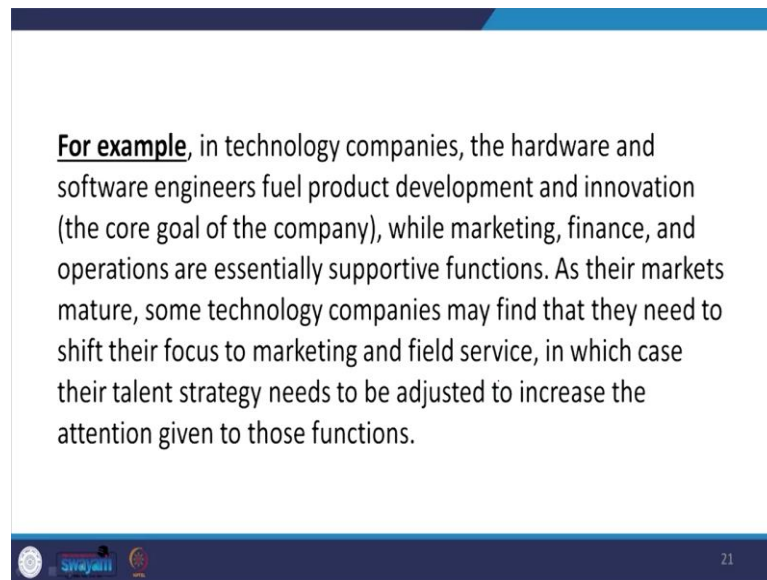 For example, in technology companies, the hardware and
software engineers fuel product development and innovation
(the core goal of the company), while marketing, finance, and
operations are essentially supportive functions. As their markets
mature, some technology companies may find that they need to
shift their focus to marketing and field service, in which case
their talent strategy needs to be adjusted to increase the
attention given to those functions.
swayam
21